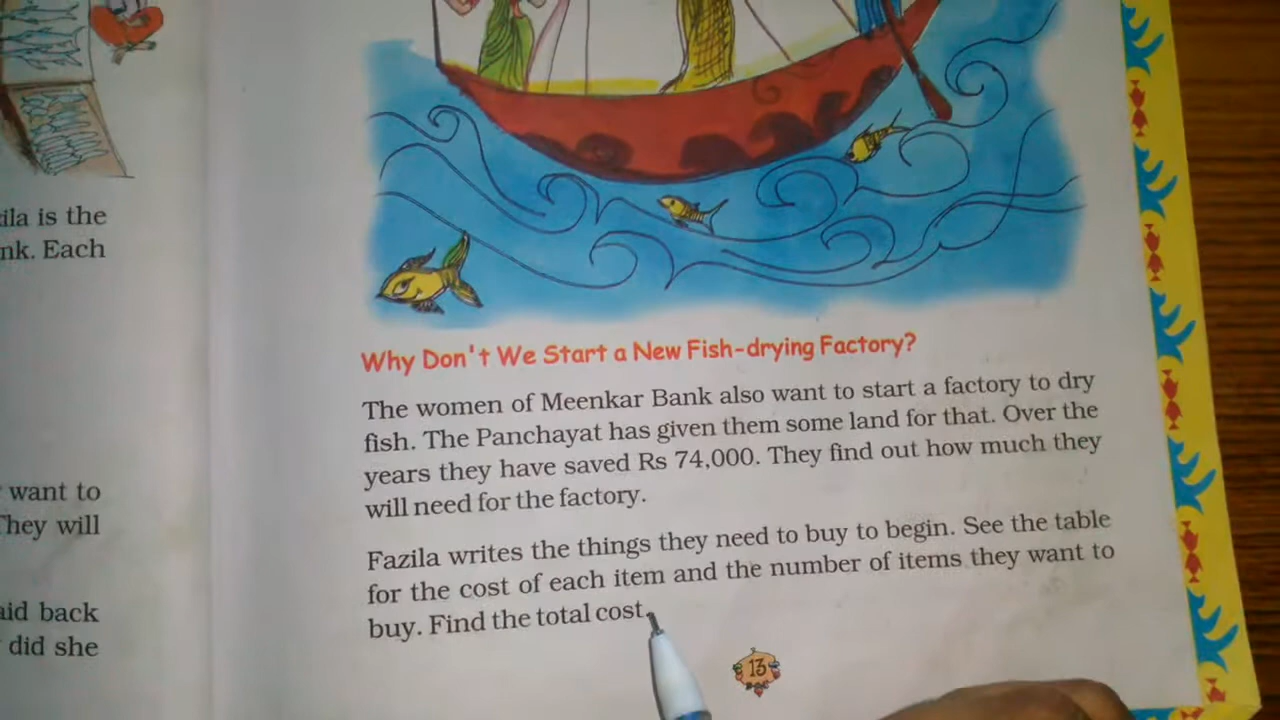 ila is the
nk. Each
want to
They will
aid back
did she
Why Don't We Start a New Fish-drying Factory?
The women of Meenkar Bank also want to start a factory to dry
fish. The Panchayat has given them some land for that. Over the
years they have saved Rs 74,000. They find out how much they
will need for the factory.
Fazila writes the things they need to buy to begin. See the table
for the cost of each item and the number of items they want to
buy. Find the total cost.
13